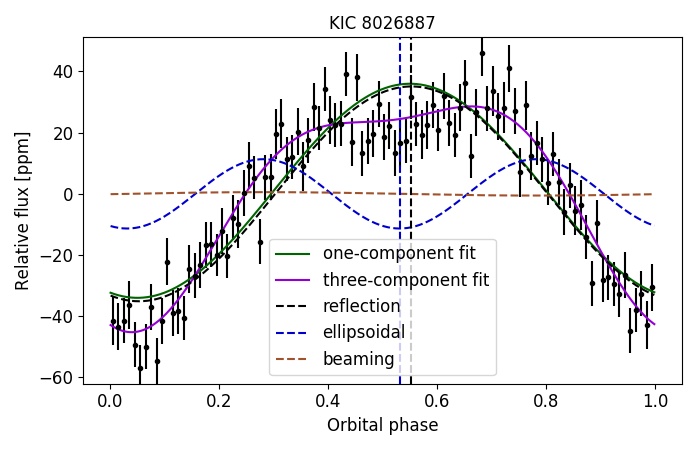 KIC 8026887
Relative flux [ppm]
40
20
0
−20
−40
−60
one-component fit
three-component fit
reflection
ellipsoidal
beaming
0.0 0.2 0.4 0.6 0.8 1.0
Orbital phase